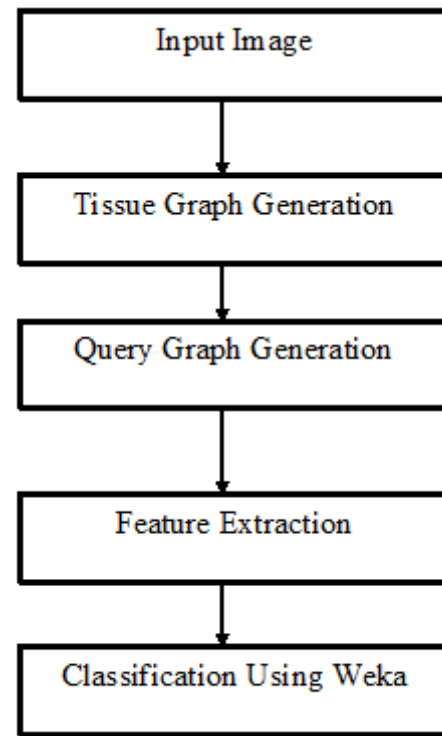 Input Image
Tissue Graph Generation
Query Graph Generation
Feature Extraction
Classification Using Weka